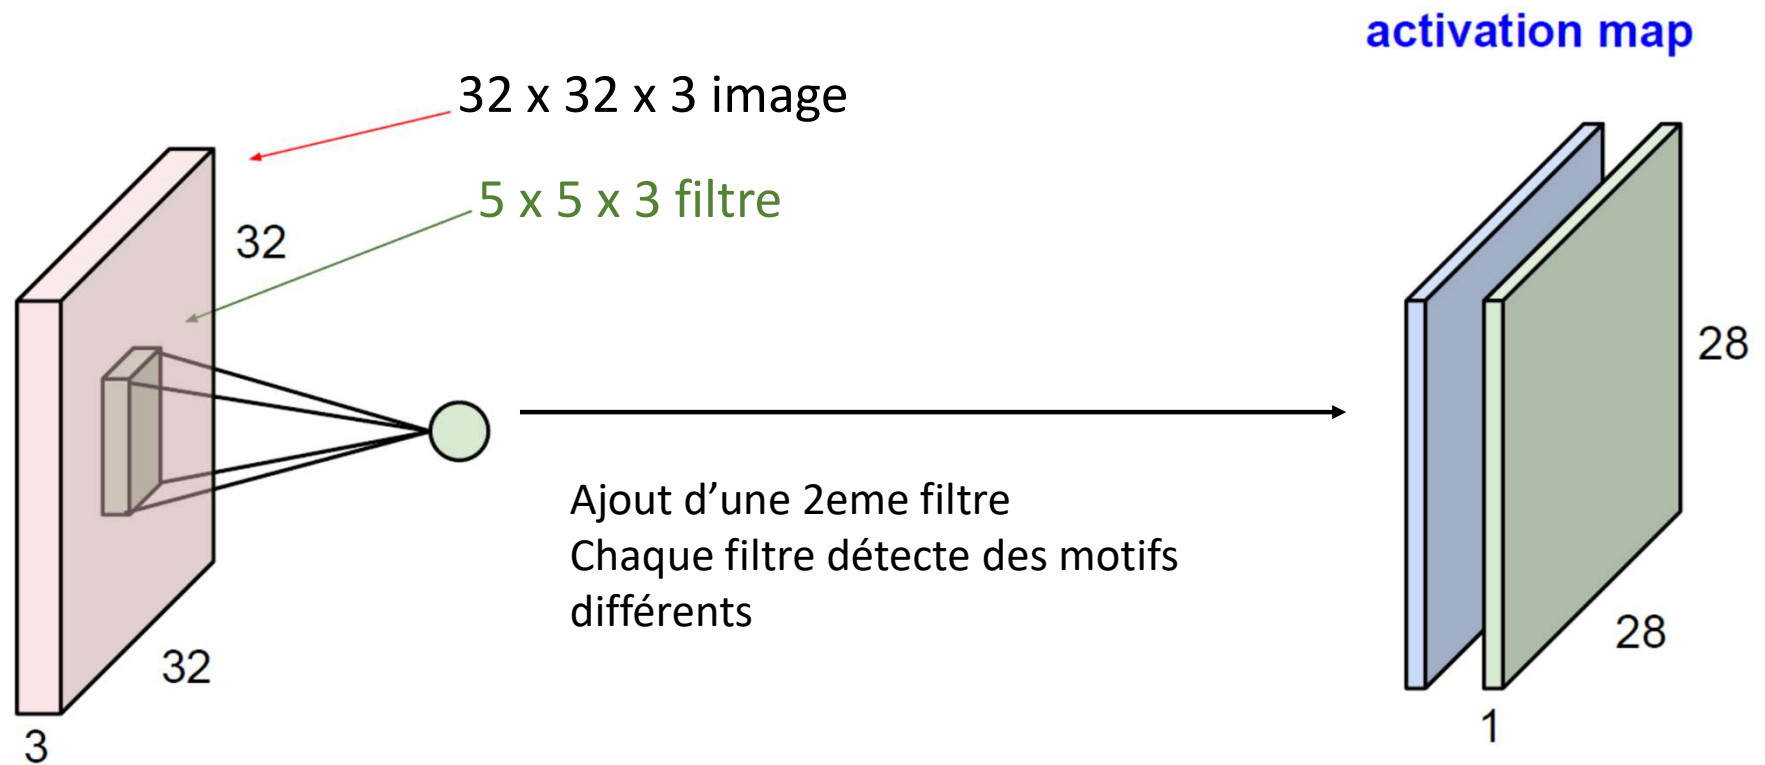 activation map
32 x 32 x 3 image
5 x 5 x 3 filtre
32
28
Ajout d’une 2eme filtre
Chaque filtre détecte des motifs
différents
32
28
3
1